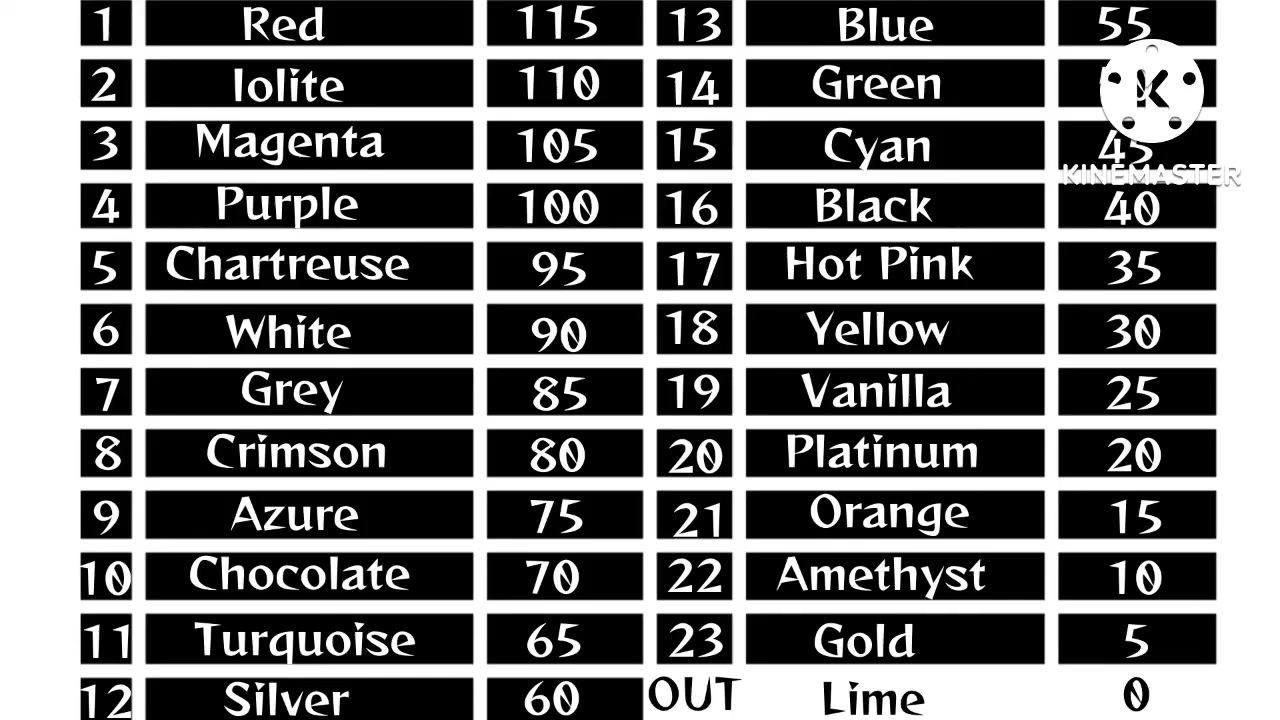 1 Red 115 13 Blue 55
2 Iolite 110 14 Green
3 Magenta 105 15 Cyan 45
4 Purple 100 16 Black 40
5 Chartreuse 95 17 Hot Pink 35
6 White 90 18 Yellow 30
7 Grey 85 19 Vanilla 25
8 Crimson 80 20 Platinum 20
9 Azure 75 21 Orange 15
10 Chocolate 70 22 Amethyst 10
11 Turquoise 65 23 Gold 5
12 Silver 60 OUT Lime 0
K
KINEMASTER